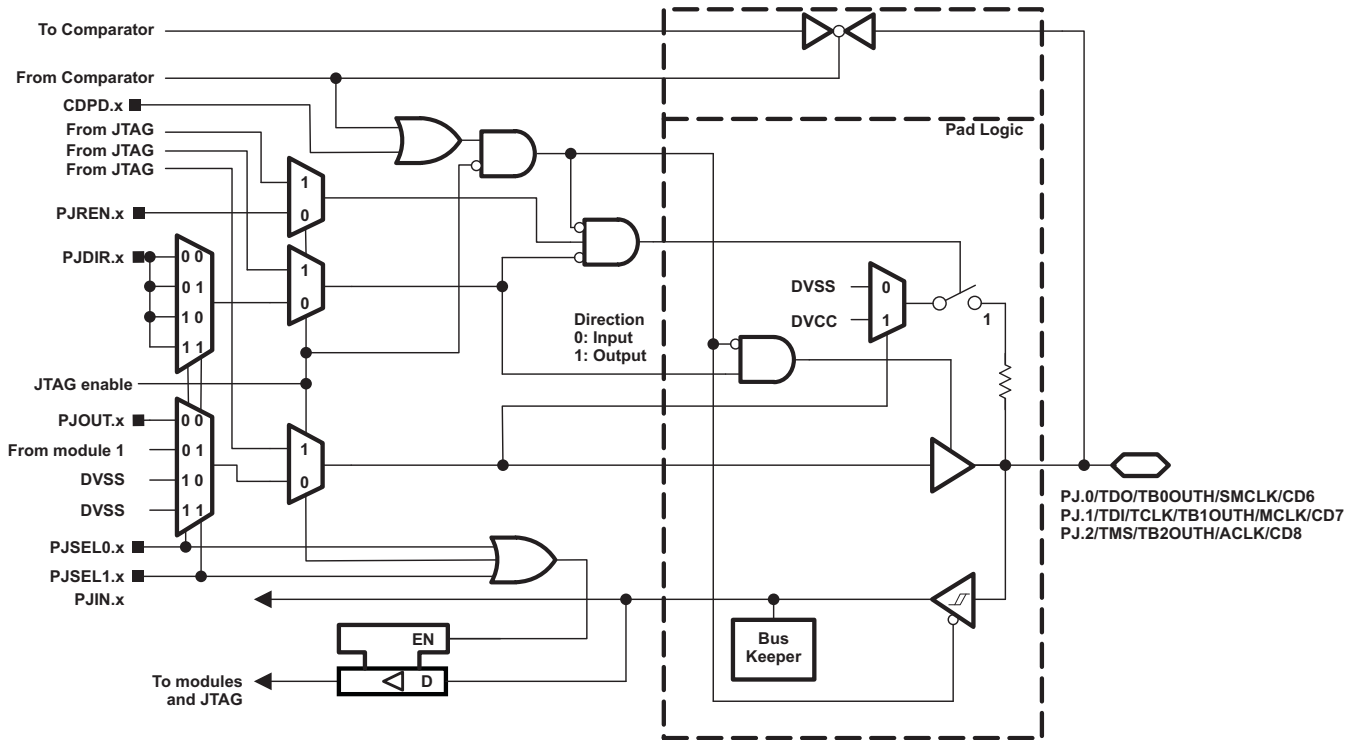 To Comparator
From Comparator
CDPD.x
From JTAG
From JTAG
From JTAG
Pad Logic
1
0
PJREN.x
PJDIR.x
0 0
0 1
1 0
1 1
1
0
DVSS
DVCC
0
1
1
Direction
0: Input
1: Output
JTAG enable
PJOUT.x
From module 1
DVSS
DVSS
0 0
0 1
1 0
1 1
1
0
PJ.0/TDO/TB0OUTH/SMCLK/CD6
PJ.1/TDI/TCLK/TB1OUTH/MCLK/CD7
PJ.2/TMS/TB2OUTH/ACLK/CD8
PJSEL0.x
PJSEL1.x
PJIN.x
EN
D
Bus
Keeper
To modules
and JTAG